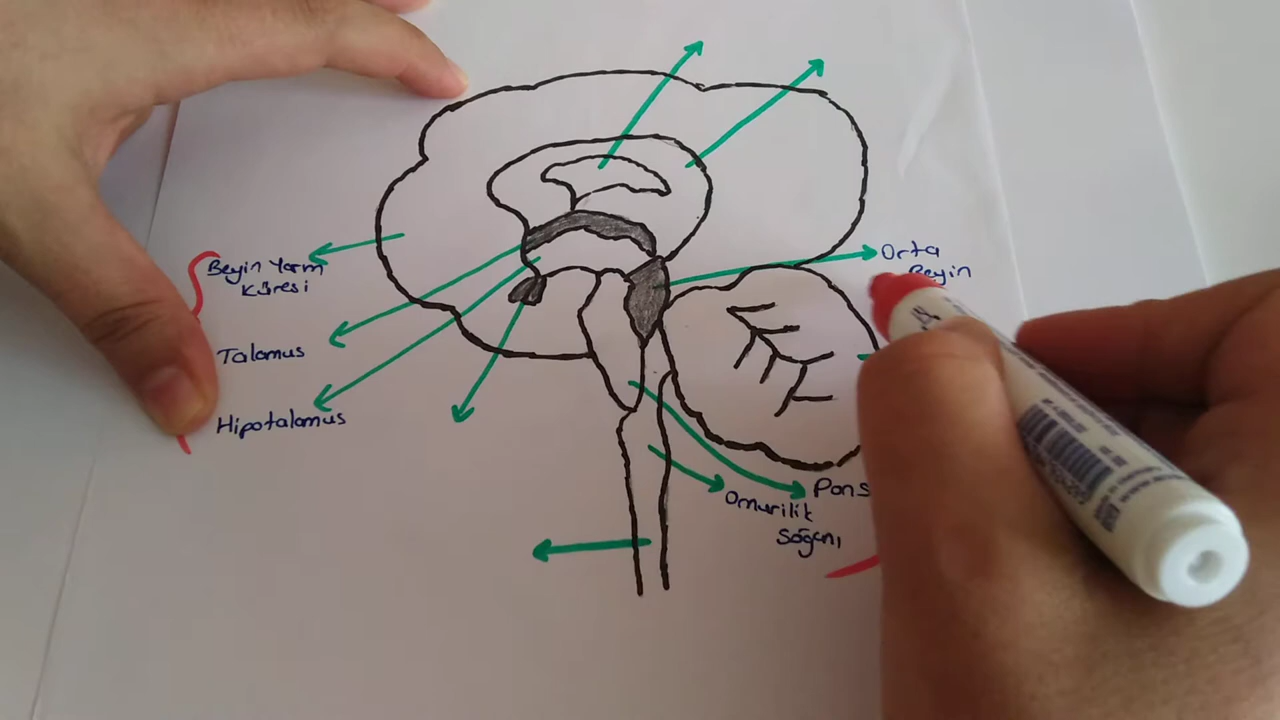 Beyin Yarım
Küresi
Talamus
Hipotalamus
Orta
Beyin
Pons
Omurilik
Soğanı